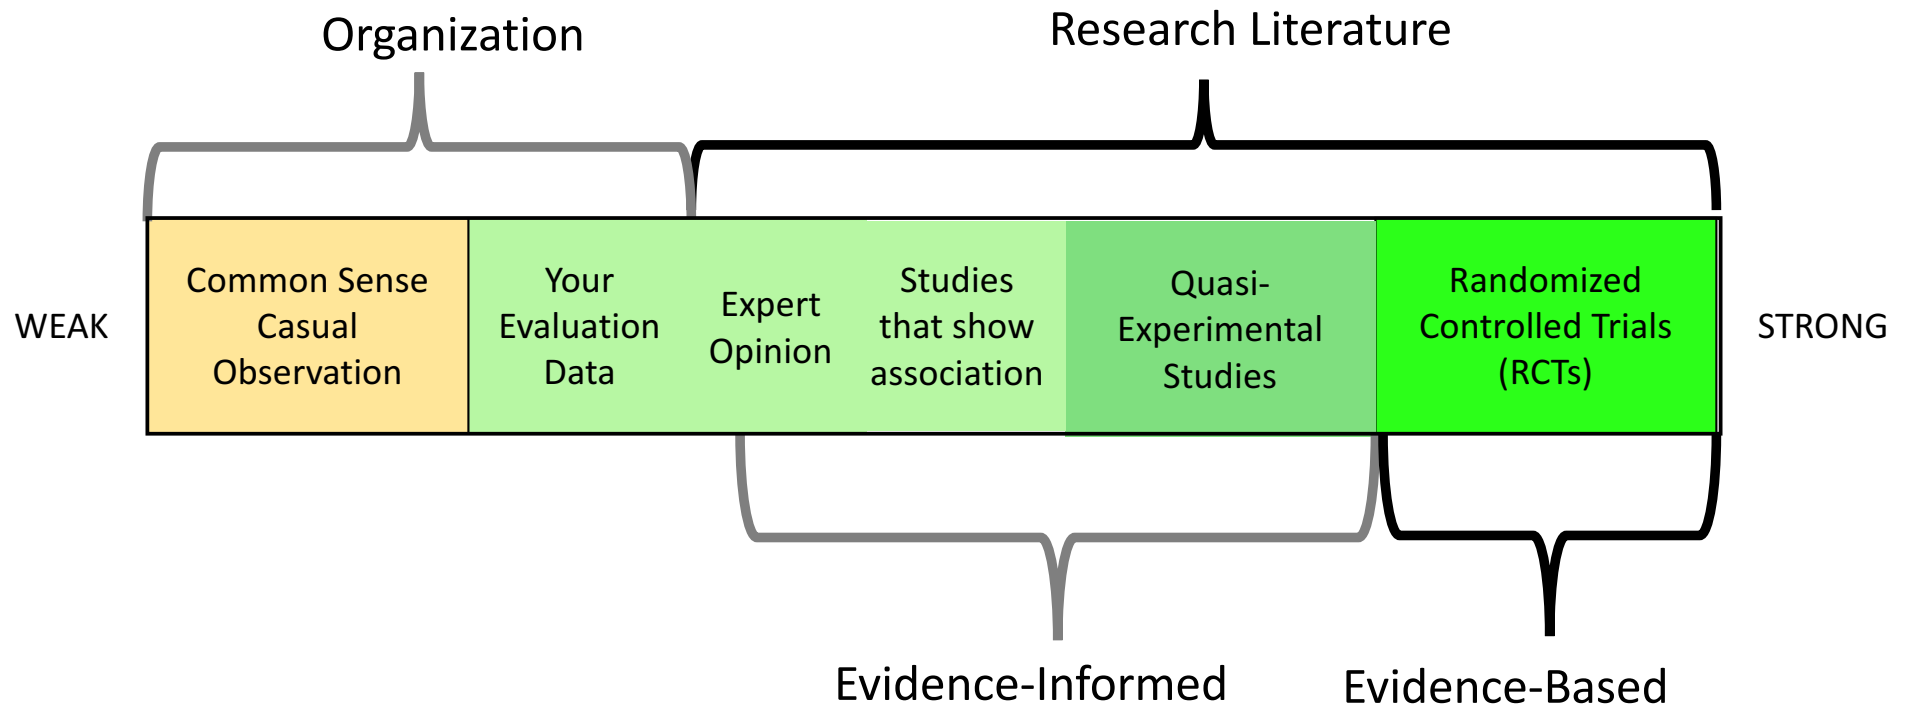 Organization
Research Literature
WEAK
Common Sense
Casual
Observation
Your
Evaluation
Data
Expert
Opinion
Studies
that show
association
Quasi-
Experimental
Studies
Randomized
Controlled Trials
(RCTs)
STRONG
Evidence-Informed
Evidence-Based